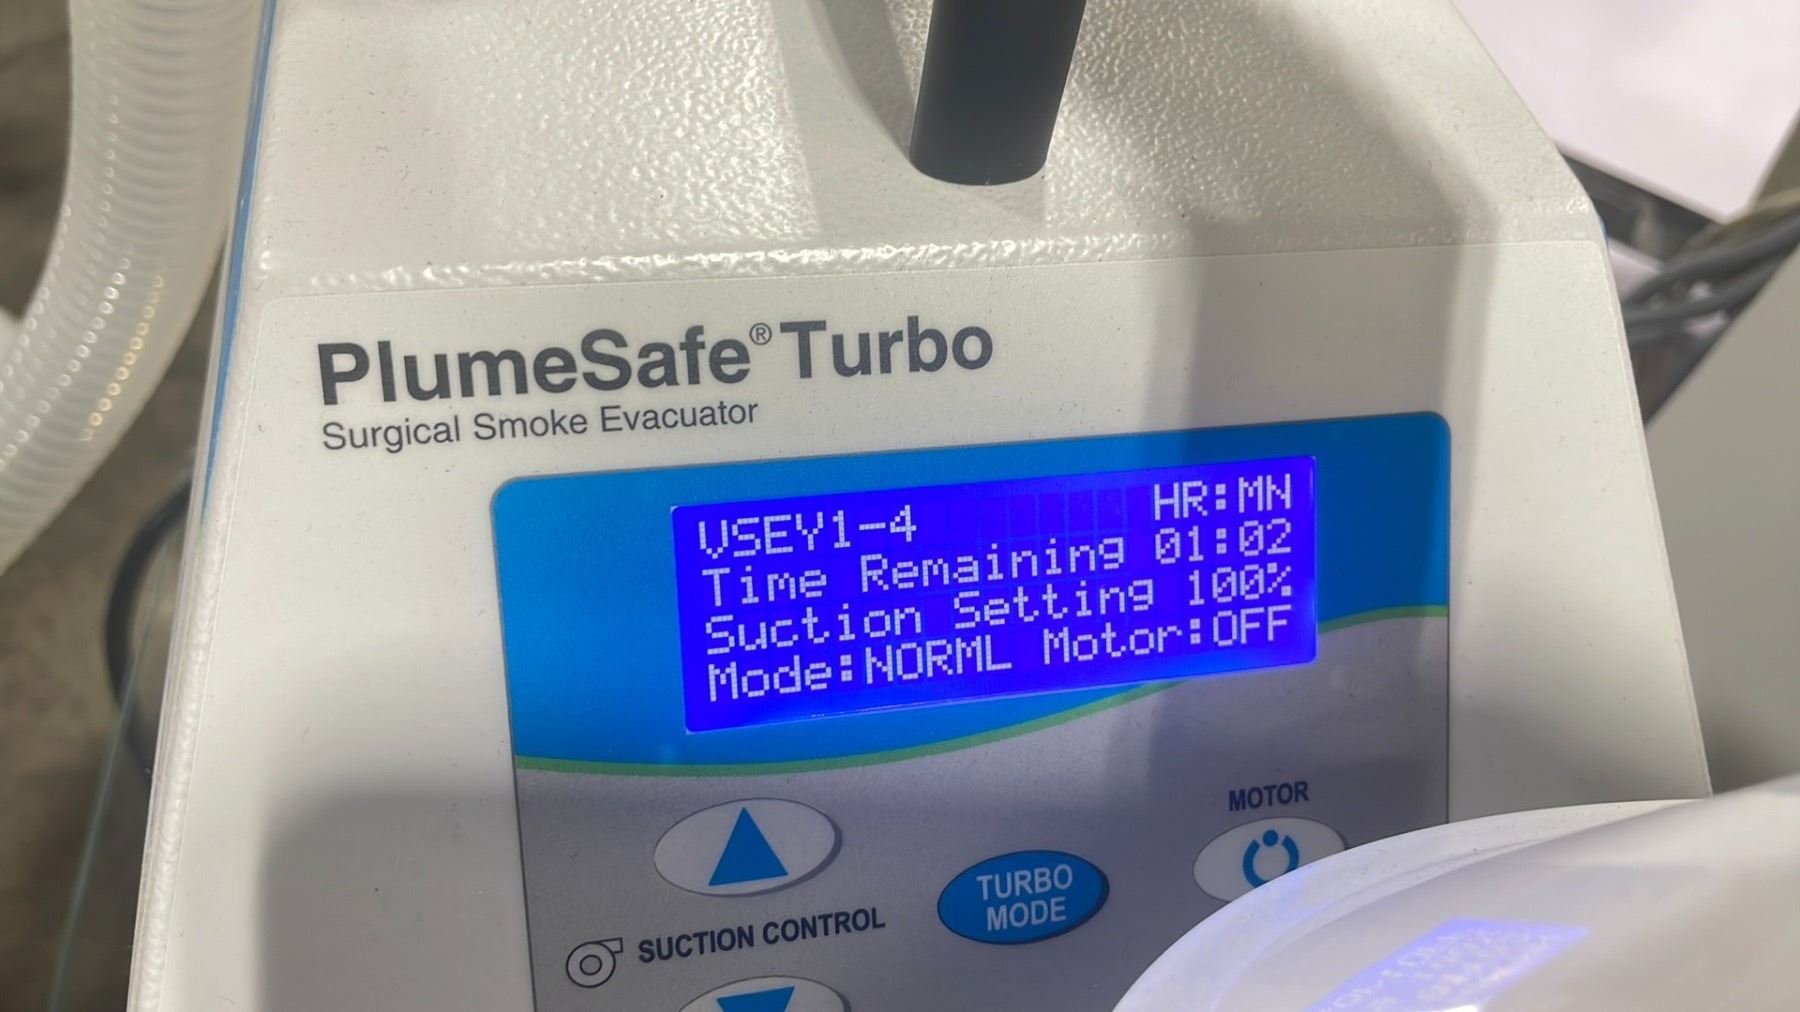 PlumeSafe® Turbo
Surgical Smoke Evacuator
VSEY1-4 HR:MN
Time Remaining 01:02
Suction Setting 100%
Mode:NORML Motor:OFF
MOTOR
TURBO
MODE
SUCTION CONTROL